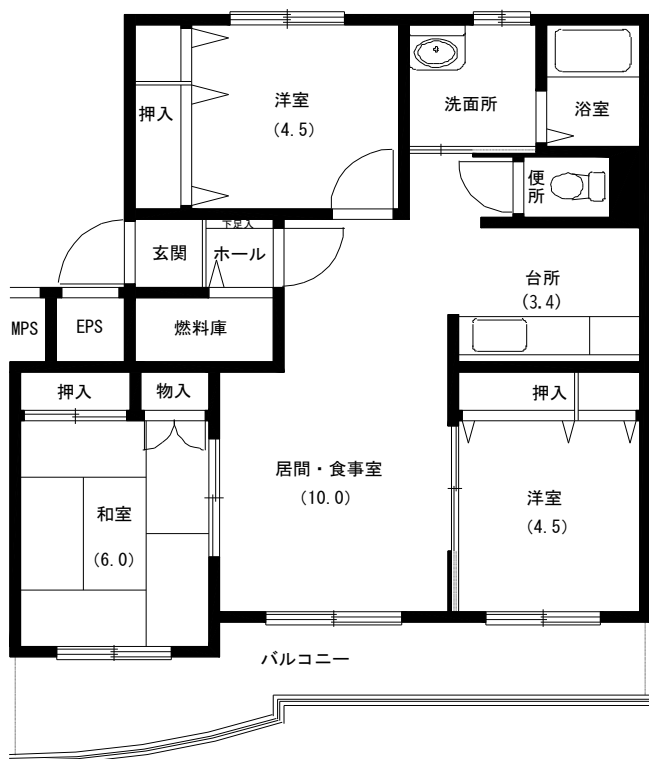 洋室
(4.5)
押入
洗面所
浴室
便
所
下足入
玄関
ホール
台所
(3.4)
MPS
EPS
燃料庫
押入
物入
押入
居間・食事室
(10.0)
和室
(6.0)
洋室
(4.5)
バルコニー